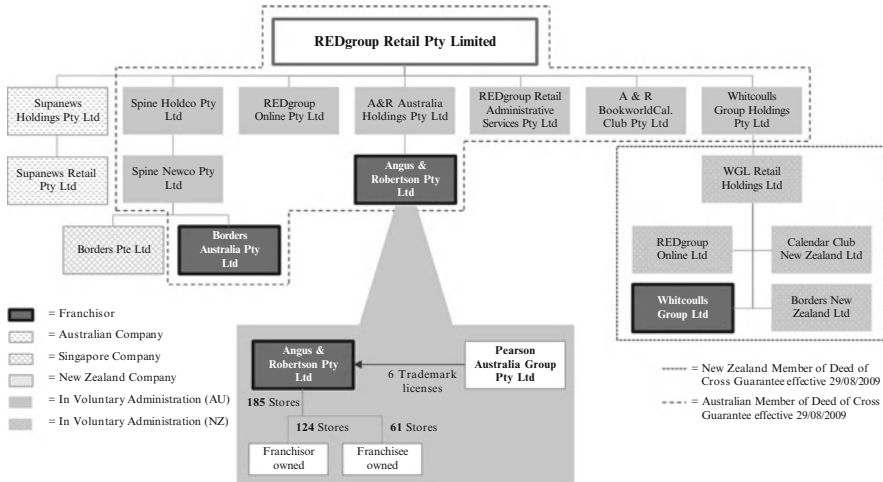 REDgroup Retail Pty Limited
Supanews
Holdings Pty Ltd
Spine Holdco Pty
Ltd
REDgroup
Online Pty Ltd
A&R Australia
Holdings Pty Ltd
REDgroup Retail
Administrative
Services Pty Ltd
A & R
BookworldCal.
Club Pty Ltd
Whitcoulls
Group Holdings
Pty Ltd
Supanews Retail
Pty Ltd
Spine Newco Pty
Ltd
Angus &
Robertson Pty
Ltd
WGL Retail
Holdings Ltd
Borders Pte Ltd
Borders
Australia Pty
Ltd
REDgroup
Online Ltd
Calendar Club
New Zealand Ltd
Whitcoulls
Group Ltd
Borders New
Zealand Ltd
= Franchisor
= Australian Company
= Singapore Company
= New Zealand Company
= In Voluntary Administration (AU)
= In Voluntary Administration (NZ)
Angus &
Robertson Pty
Ltd
6 Trademark
licenses
Pearson
Australia Group
Pty Ltd
185 Stores
124 Stores
61 Stores
Franchisor
owned
Franchisee
owned
= New Zealand Member of Deed of
Cross Guarantee effective 29/08/2009
= Australian Member of Deed of Cross
Guarantee effective 29/08/2009